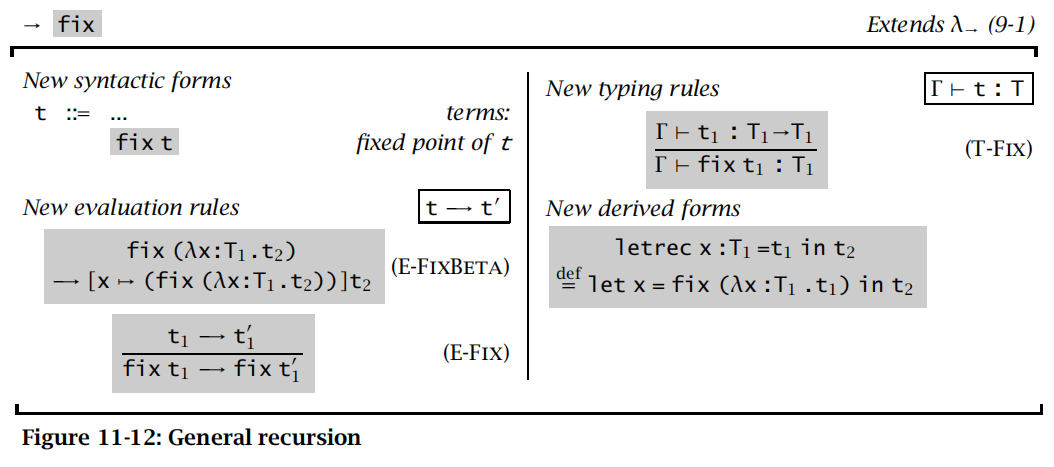 → fix Extends λ→ (9-1)
New syntactic forms
t ::= ... terms:
fix t fixed point of t
New evaluation rules t ⟶ t′
fix (λx:T₁.t₂)
⟶ [x ↦ (fix (λx:T₁.t₂))]t₂ (E-FixBeta)
t₁ ⟶ t₁′
fix t₁ ⟶ fix t₁′ (E-Fix)
New typing rules Γ ⊢ t : T
Γ ⊢ t₁ : T₁→T₁
Γ ⊢ fix t₁ : T₁ (T-Fix)
New derived forms
letrec x:T₁=t₁ in t₂
def
= let x = fix (λx:T₁.t₁) in t₂
Figure 11-12: General recursion